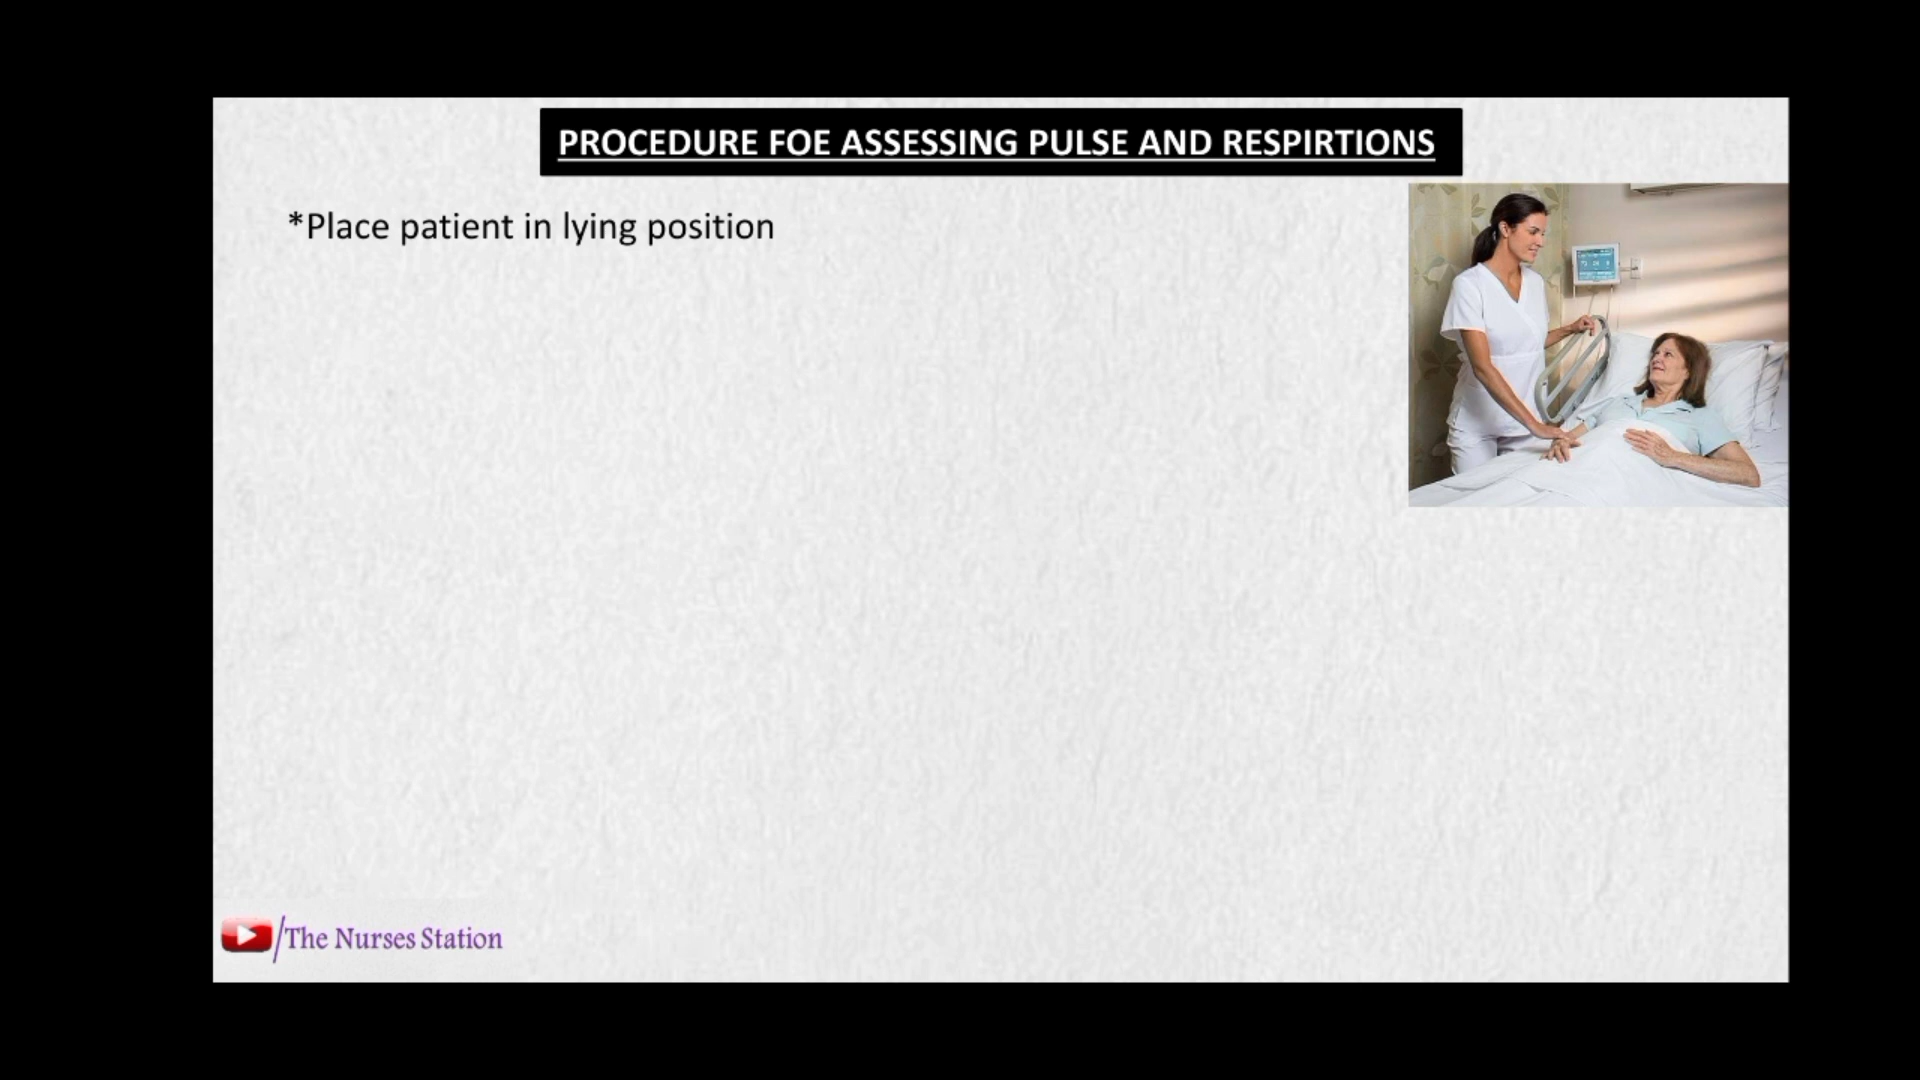 PROCEDURE FOE ASSESSING PULSE AND RESPIRTIONS
*Place patient in lying position
/The Nurses Station